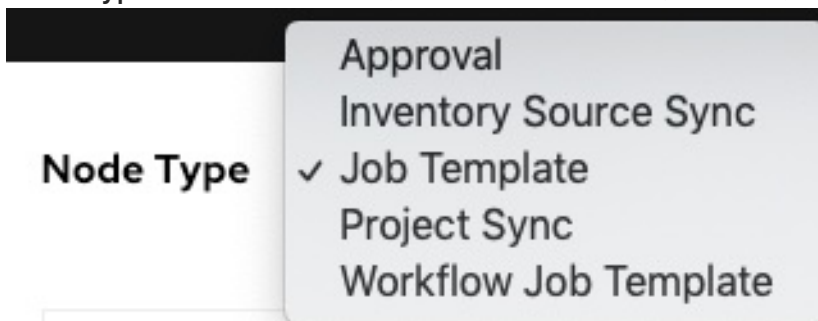 Approval
Inventory Source Sync
Node Type ✓ Job Template
Project Sync
Workflow Job Template